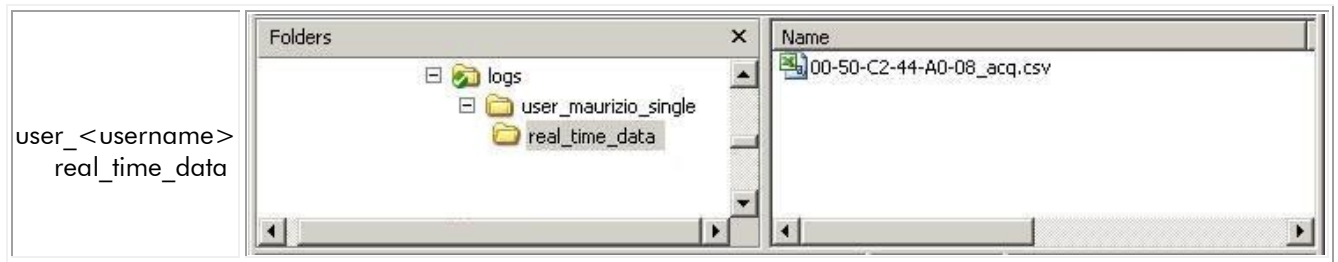 user_<username>
real_time_data
Folders
logs
user_maurizio_single
real_time_data
Name
00-50-C2-44-A0-08_acq.csv